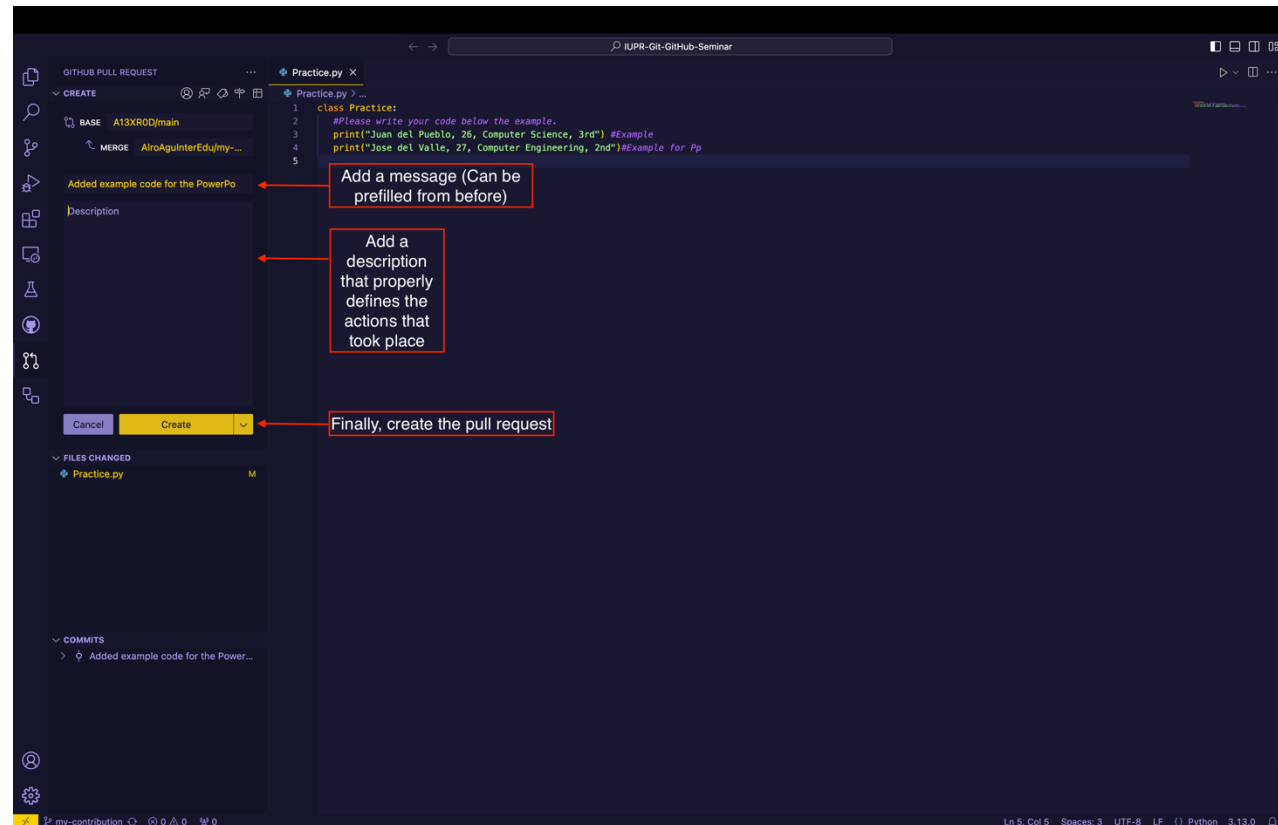 IUPR-Git-GitHub-Seminar
GITHUB PULL REQUEST
CREATE
BASE A13XR0D/main
MERGE AlroAguInterEdu/my-...
Added example code for the PowerPo
Description
Cancel Create
FILES CHANGED
Practice.py M
COMMITS
Added example code for the Power...
Practice.py
Practice.py > ...
1 class Practice:
2 #Please write your code below the example.
3 print("Juan del Pueblo, 26, Computer Science, 3rd") #Example
4 print("Jose del Valle, 27, Computer Engineering, 2nd")#Example for Pp
5
Add a message (Can be
prefilled from before)
Add a
description
that properly
defines the
actions that
took place
Finally, create the pull request
my-contribution 0 0 0 Ln 5, Col 5 Spaces: 3 UTF-8 LF {} Python 3.13.0